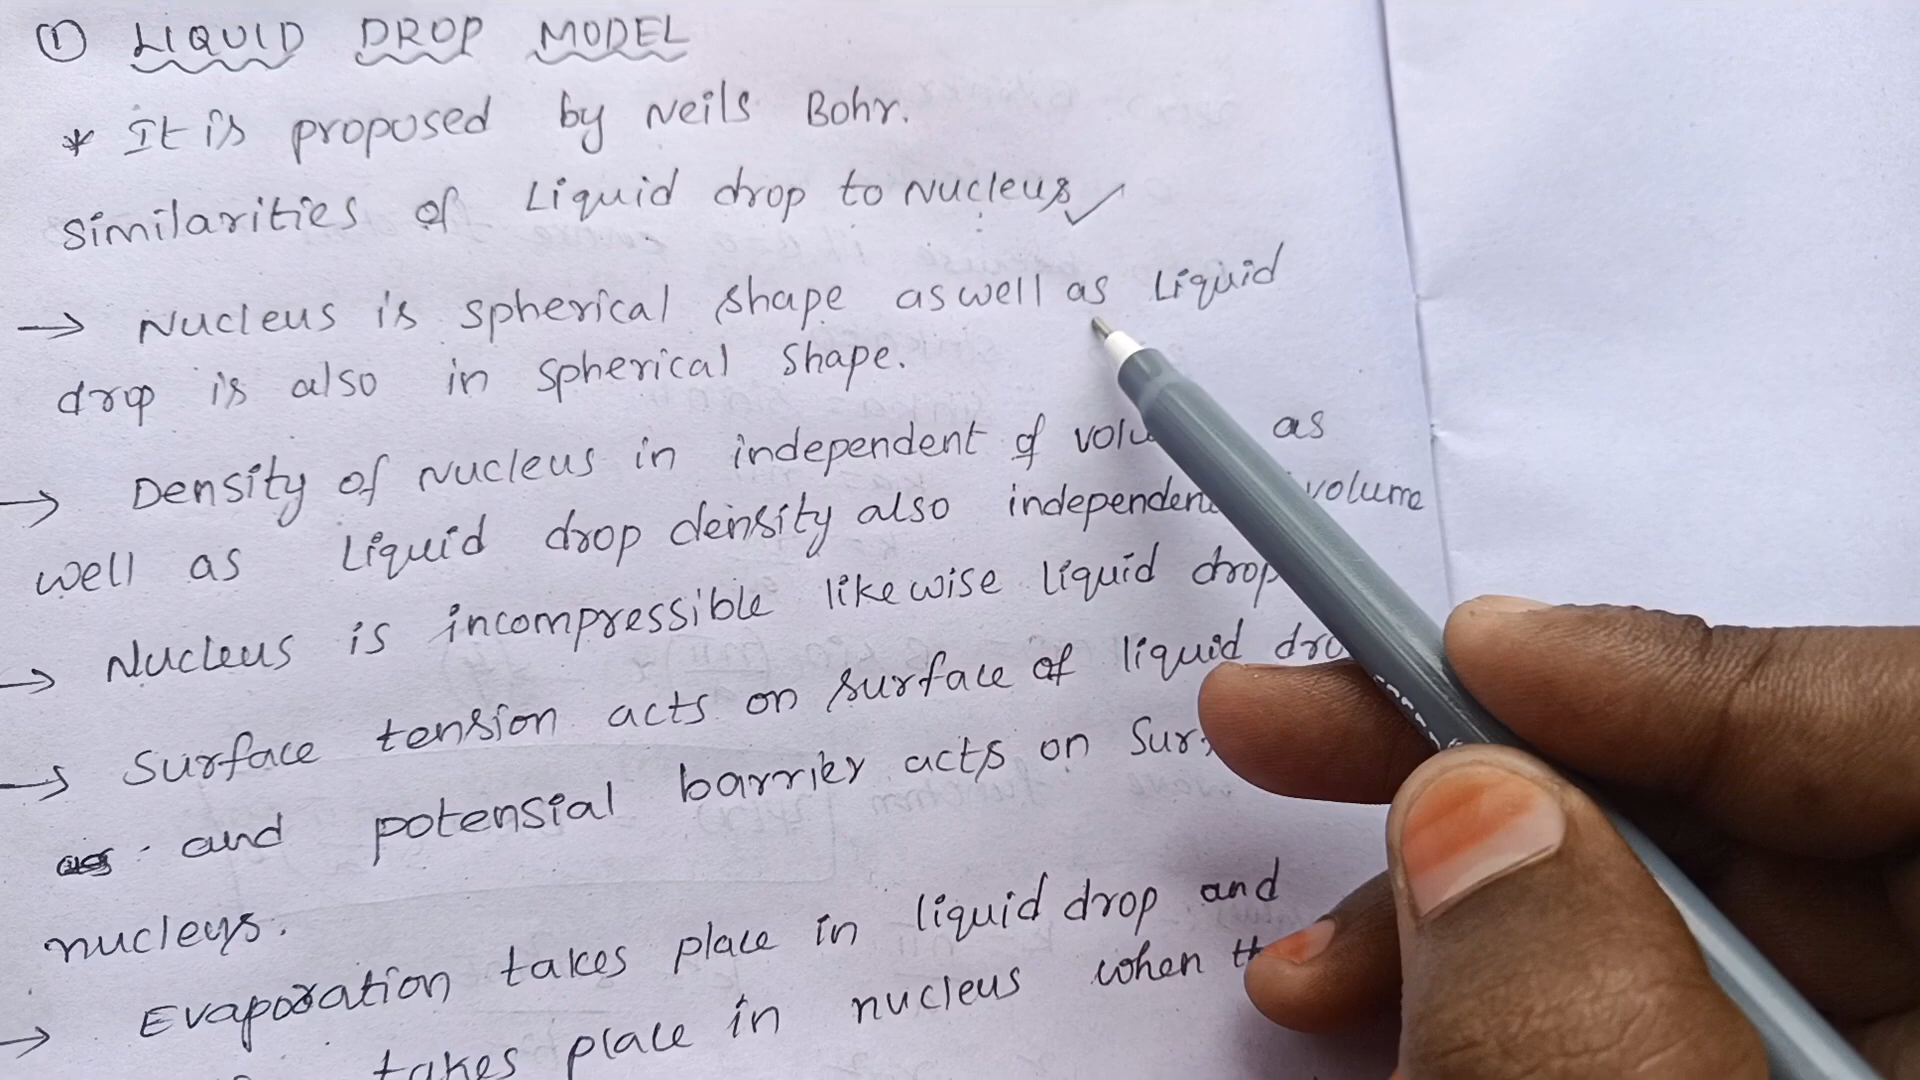 ① LIQUID DROP MODEL
* It is proposed by Neils Bohr.
Similarities of Liquid drop to Nucleus ✓
→ Nucleus is spherical shape aswell as Liquid
drop is also in spherical shape.
→ Density of Nucleus in independent of as
well as Liquid drop density also independent volume
→ Nucleus is incompressible likewise liquid drop
→ Surface tension acts on surface of liquid
and potensial barrier acts on
nucleus.
→ Evaporation takes place in liquid drop and
takes place in nucleus when